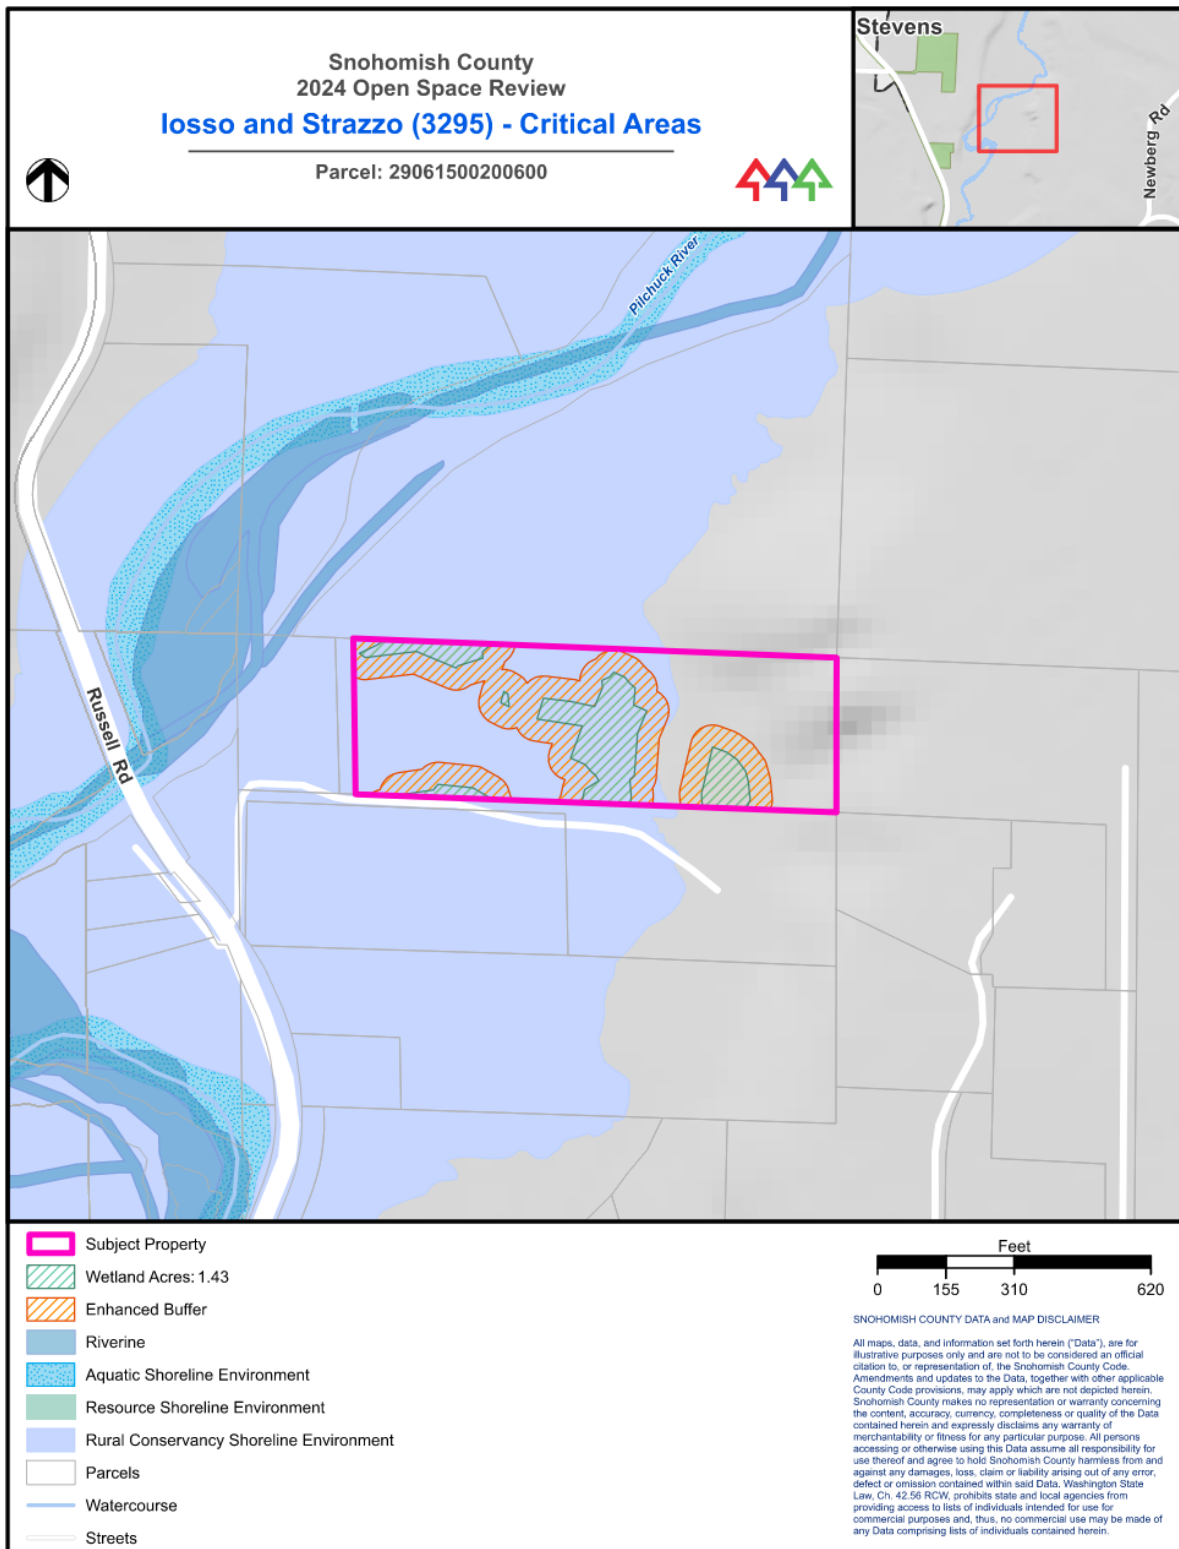 Snohomish County
2024 Open Space Review
Iosso and Strazzo (3295) - Critical Areas
Parcel: 29061500200600
Stevens
Newberg Rd
Pilchuck River
Russell Rd
Subject Property
Wetland Acres: 1.43
Enhanced Buffer
Riverine
Aquatic Shoreline Environment
Resource Shoreline Environment
Rural Conservancy Shoreline Environment
Parcels
Watercourse
Streets
Feet
0 155 310 620
SNOHOMISH COUNTY DATA and MAP DISCLAIMER
All maps, data, and information set forth herein ("Data"), are for
illustrative purposes only and are not to be considered an official
citation to, or representation of, the Snohomish County Code.
Amendments and updates to the Data, together with other applicable
County Code provisions, may apply which are not depicted herein.
Snohomish County makes no representation or warranty concerning
the content, accuracy, currency, completeness or quality of the Data
contained herein and expressly disclaims any warranty of
merchantability or fitness for any particular purpose. All persons
accessing or otherwise using this Data assume all responsibility for
use thereof and agree to hold Snohomish County harmless from and
against any damages, loss, claim or liability arising out of any error,
defect or omission contained within said Data. Washington State
Law, Ch. 42.56 RCW, prohibits state and local agencies from
providing access to lists of individuals intended for use for
commercial purposes and, thus, no commercial use may be made of
any Data comprising lists of individuals contained herein.